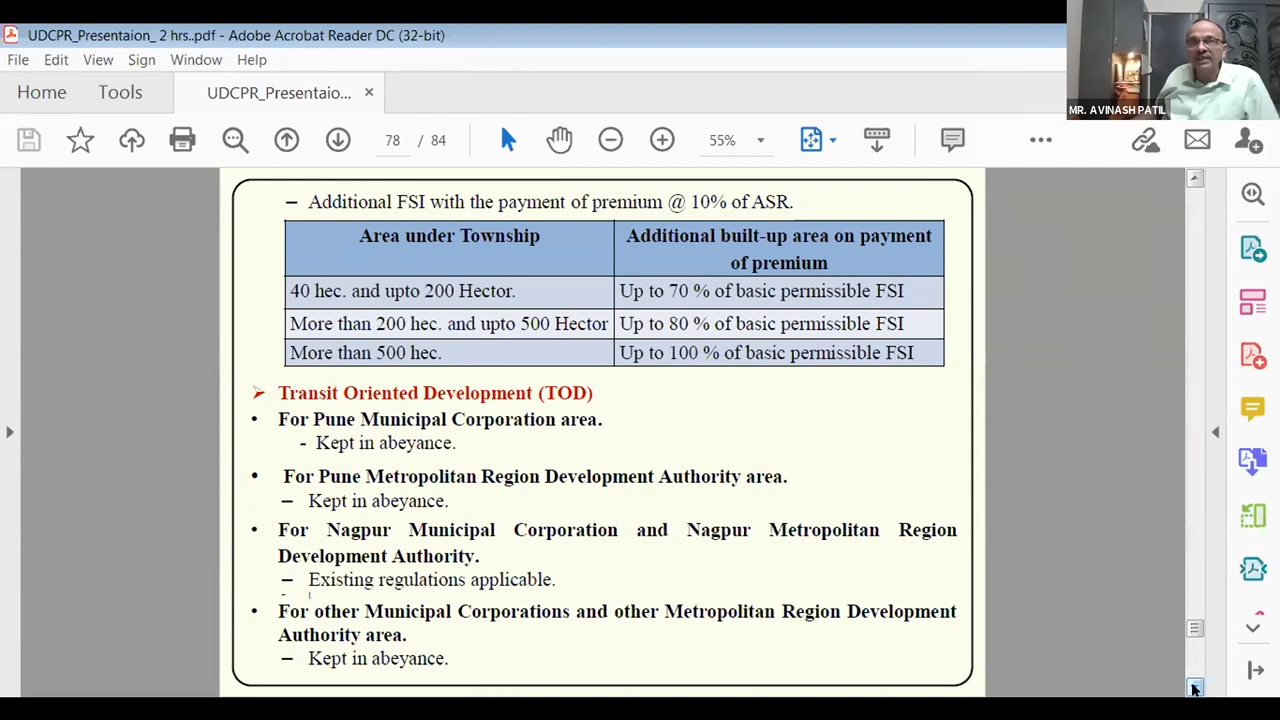 UDCPR_Presentaion_ 2 hrs..pdf - Adobe Acrobat Reader DC (32-bit)
File Edit View Sign Window Help
Home Tools UDCPR_Presentaio... ×
78 / 84 55%
MR. AVINASH PATIL
– Additional FSI with the payment of premium @ 10% of ASR.
Area under Township
Additional built-up area on payment
of premium
40 hec. and upto 200 Hector. Up to 70 % of basic permissible FSI
More than 200 hec. and upto 500 Hector Up to 80 % of basic permissible FSI
More than 500 hec. Up to 100 % of basic permissible FSI
➢ Transit Oriented Development (TOD)
• For Pune Municipal Corporation area.
- Kept in abeyance.
• For Pune Metropolitan Region Development Authority area.
– Kept in abeyance.
• For Nagpur Municipal Corporation and Nagpur Metropolitan Region
Development Authority.
– Existing regulations applicable.
• For other Municipal Corporations and other Metropolitan Region Development
Authority area.
– Kept in abeyance.